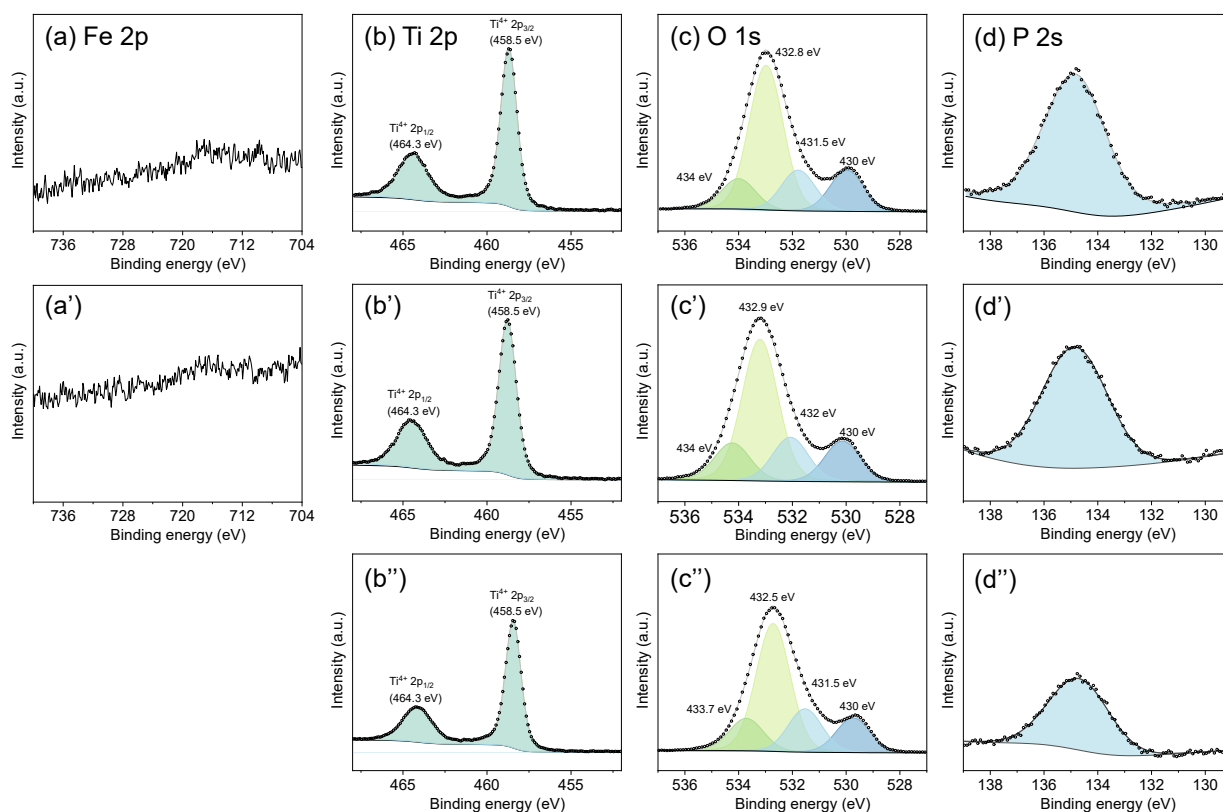 (a) Fe 2p
Intensity (a.u.)
736 728 720 712 704
Binding energy (eV)
(b) Ti 2p
Ti⁴⁺ 2p₃/₂
(458.5 eV)
Ti⁴⁺ 2p₁/₂
(464.3 eV)
Intensity (a.u.)
465 460 455
Binding energy (eV)
(c) O 1s
432.8 eV
431.5 eV
434 eV
430 eV
Intensity (a.u.)
536 534 532 530 528
Binding energy (eV)
(d) P 2s
Intensity (a.u.)
138 136 134 132 130
Binding energy (eV)
(a')
Intensity (a.u.)
736 728 720 712 704
Binding energy (eV)
(b')
Ti⁴⁺ 2p₃/₂
(458.5 eV)
Ti⁴⁺ 2p₁/₂
(464.3 eV)
Intensity (a.u.)
465 460 455
Binding energy (eV)
(c')
432.9 eV
432 eV
434 eV
430 eV
Intensity (a.u.)
536 534 532 530 528
Binding energy (eV)
(d')
Intensity (a.u.)
138 136 134 132 130
Binding energy (eV)
(b'')
Ti⁴⁺ 2p₃/₂
(458.5 eV)
Ti⁴⁺ 2p₁/₂
(464.3 eV)
Intensity (a.u.)
465 460 455
Binding energy (eV)
(c'')
432.5 eV
431.5 eV
433.7 eV
430 eV
Intensity (a.u.)
536 534 532 530 528
Binding energy (eV)
(d'')
Intensity (a.u.)
138 136 134 132 130
Binding energy (eV)